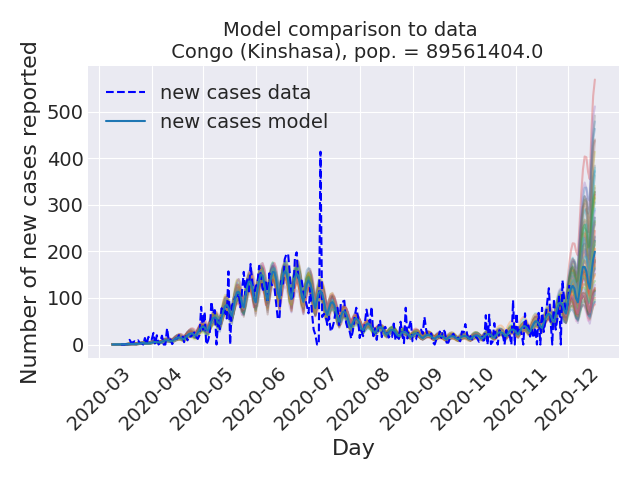 Model comparison to data
Congo (Kinshasa), pop. = 89561404.0
new cases data
new cases model
Number of new cases reported
500
400
300
200
100
0
2020-03
2020-04
2020-05
2020-06
2020-07
2020-08
2020-09
2020-10
2020-11
2020-12
Day